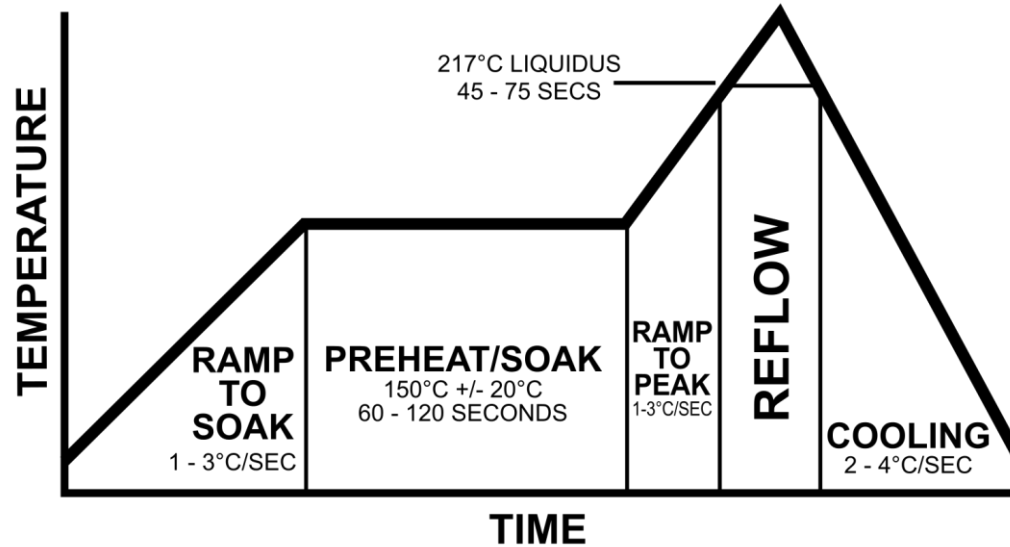 TEMPERATURE
217°C LIQUIDUS
45 - 75 SECS
RAMP
TO
SOAK
1 - 3°C/SEC
PREHEAT/SOAK
150°C +/- 20°C
60 - 120 SECONDS
RAMP
TO
PEAK
1-3°C/SEC
REFLOW
COOLING
2 - 4°C/SEC
TIME